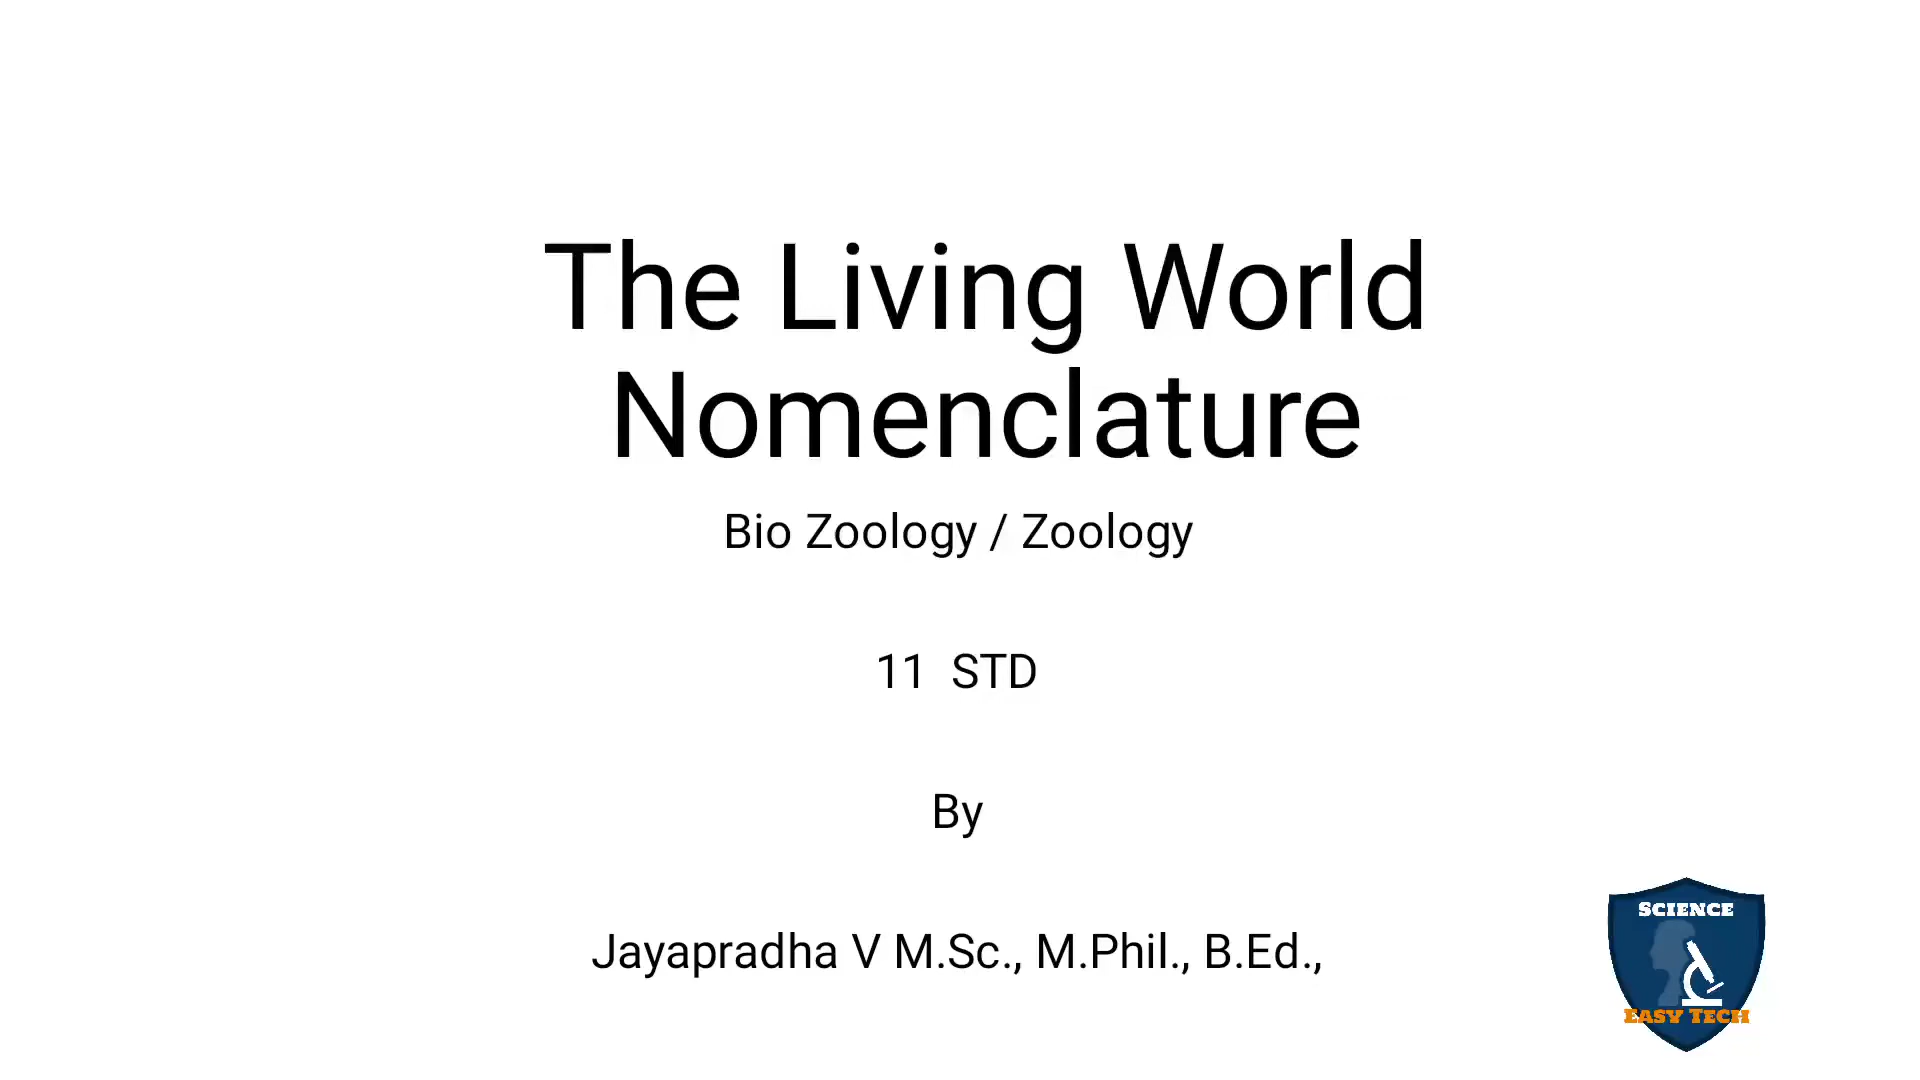 The Living World
Nomenclature
Bio Zoology / Zoology
11 STD
By
Jayapradha V M.Sc., M.Phil., B.Ed.,
SCIENCE
EASY TECH